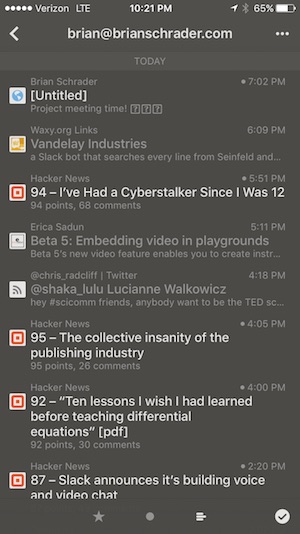 Verizon LTE 10:21 PM 65%
brian@brianschrader.com
TODAY
Brian Schrader 7:02 PM
[Untitled]
Project meeting time!
Waxy.org Links 6:09 PM
Vandelay Industries
a Slack bot that searches every line from Seinfeld and...
Hacker News 5:51 PM
94 – I’ve Had a Cyberstalker Since I Was 12
94 points, 68 comments
Erica Sadun 5:11 PM
Beta 5: Embedding video in playgrounds
Beta 5's new video feature enables you to create instr...
@chris_radcliff | Twitter 4:18 PM
@shaka_lulu Lucianne Walkowicz
hey #scicomm friends, anybody want to be the TED sc...
Hacker News 4:05 PM
95 – The collective insanity of the
publishing industry
95 points, 26 comments
Hacker News 4:00 PM
92 – “Ten lessons I wish I had learned
before teaching differential
equations” [pdf]
92 points, 30 comments
Hacker News 2:20 PM
87 – Slack announces it’s building voice
and video chat